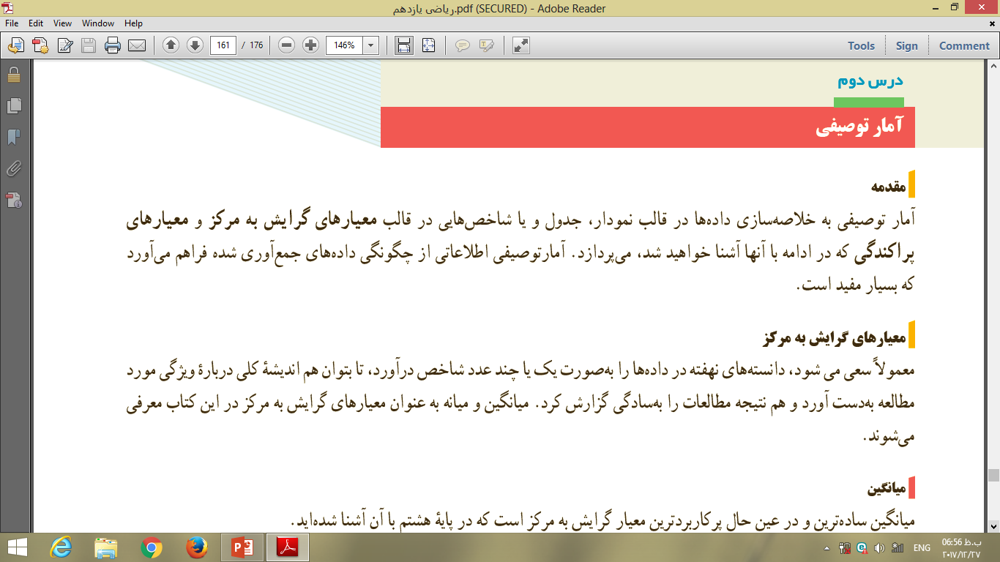 ریاضی یازدهم.pdf (SECURED) - Adobe Reader
File Edit View Window Help
161 / 176 146% Tools Sign Comment
درس دوم
آمار توصیفی
مقدمه
آمار توصیفی به خلاصه‌سازی داده‌ها در قالب نمودار، جدول و یا شاخص‌هایی در قالب معیارهای گرایش به مرکز و معیارهای
پراکندگی که در ادامه با آنها آشنا خواهید شد، می‌پردازد. آمارتوصیفی اطلاعاتی از چگونگی داده‌های جمع‌آوری شده فراهم می‌آورد
که بسیار مفید است.
معیارهای گرایش به مرکز
معمولاً سعی می شود، دانسته‌های نهفته در داده‌ها را به‌صورت یک یا چند عدد شاخص درآورد، تا بتوان هم اندیشهٔ کلی دربارهٔ ویژگی مورد
مطالعه به‌دست آورد و هم نتیجه مطالعات را به‌سادگی گزارش کرد. میانگین و میانه به عنوان معیارهای گرایش به مرکز در این کتاب معرفی
می‌شوند.
میانگین
میانگین ساده‌ترین و در عین حال پرکاربردترین معیار گرایش به مرکز است که در پایهٔ هشتم با آن آشنا شده‌اید.
ENG 06:56 ب.ظ
۲۰۱۷/۱۲/۲۷